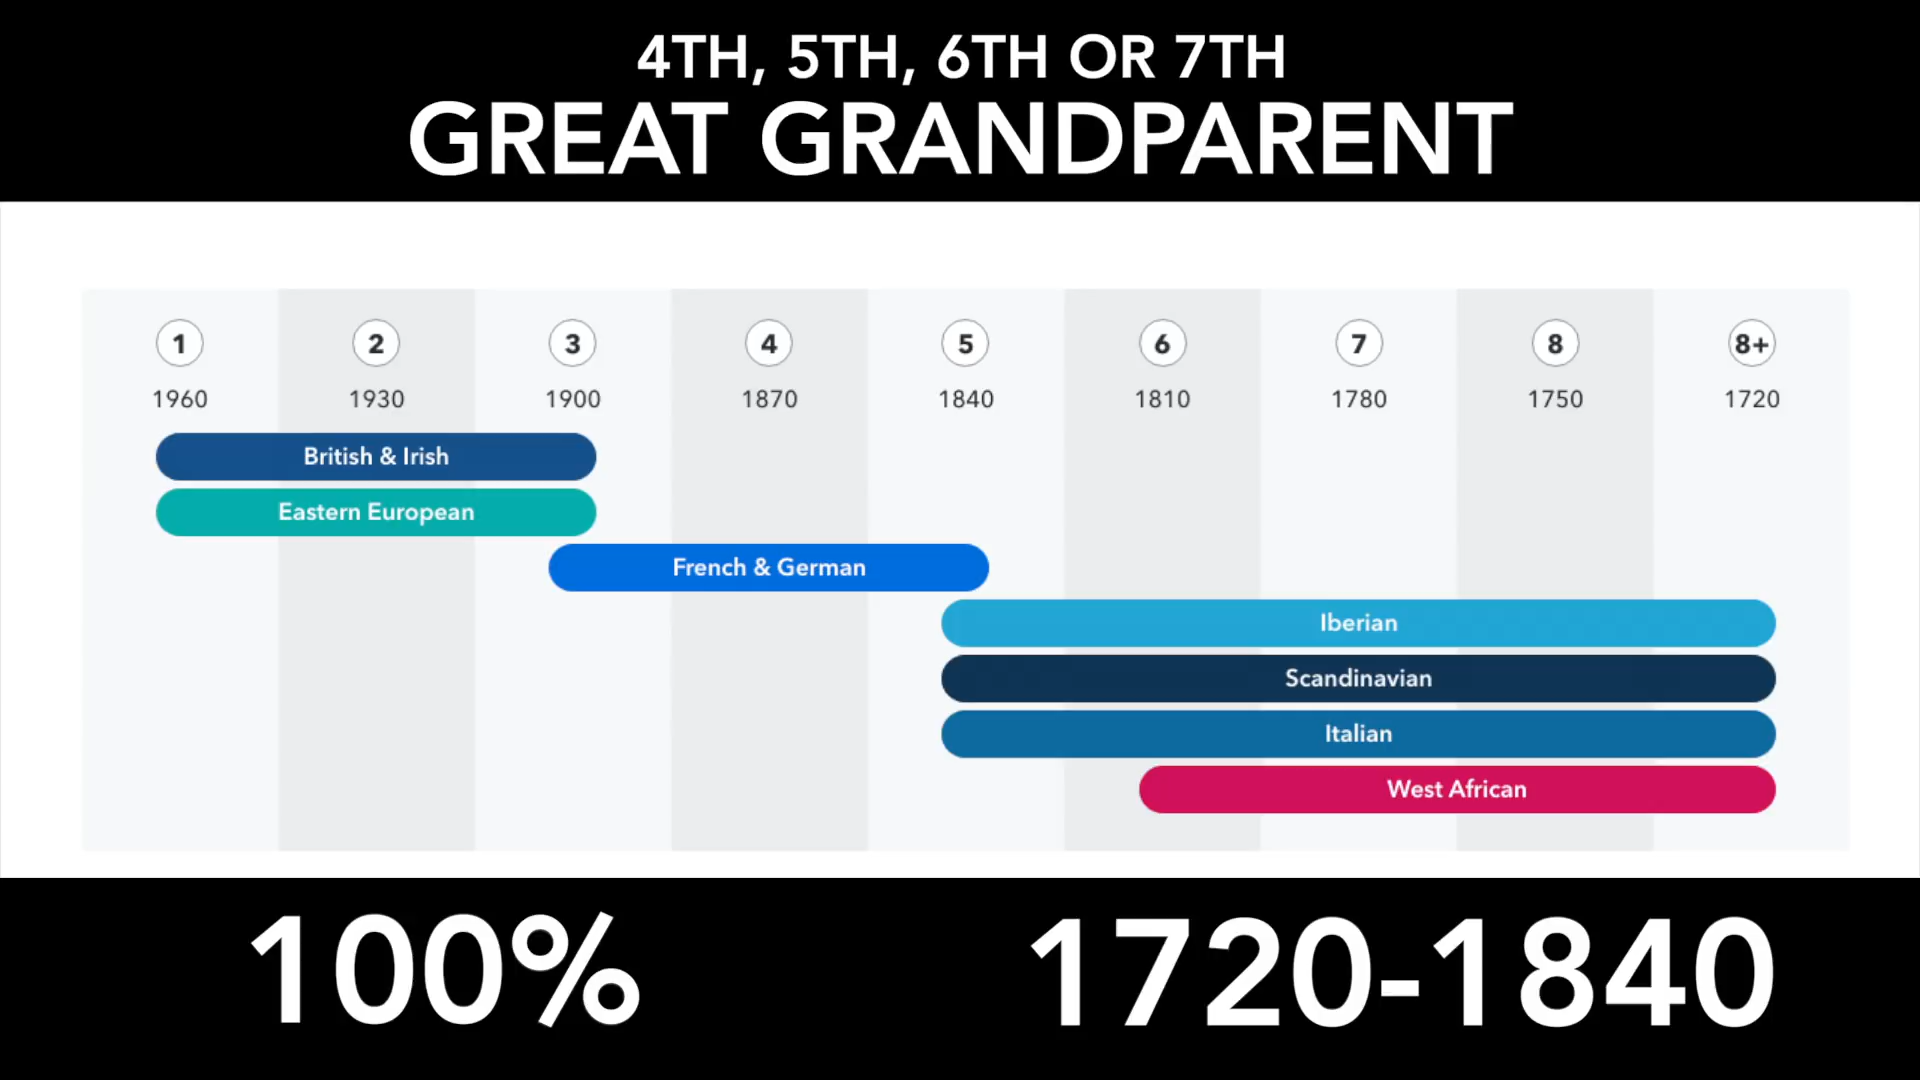 4TH, 5TH, 6TH OR 7TH
GREAT GRANDPARENT
1 2 3 4 5 6 7 8 8+
1960 1930 1900 1870 1840 1810 1780 1750 1720
British & Irish
Eastern European
French & German
Iberian
Scandinavian
Italian
West African
100% 1720-1840